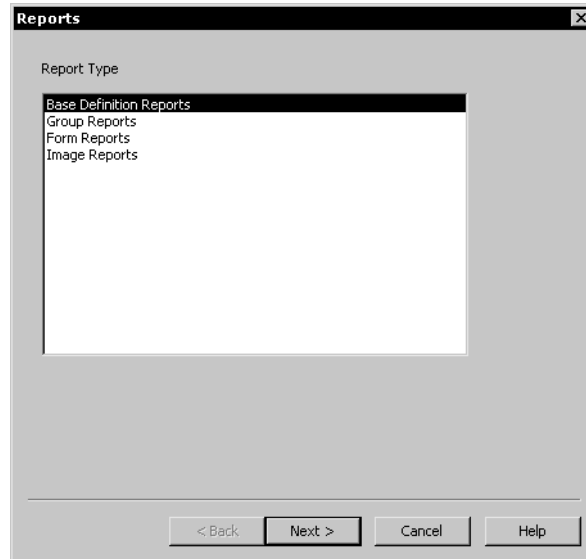 Reports
Report Type
Base Definition Reports
Group Reports
Form Reports
Image Reports
< Back Next > Cancel Help